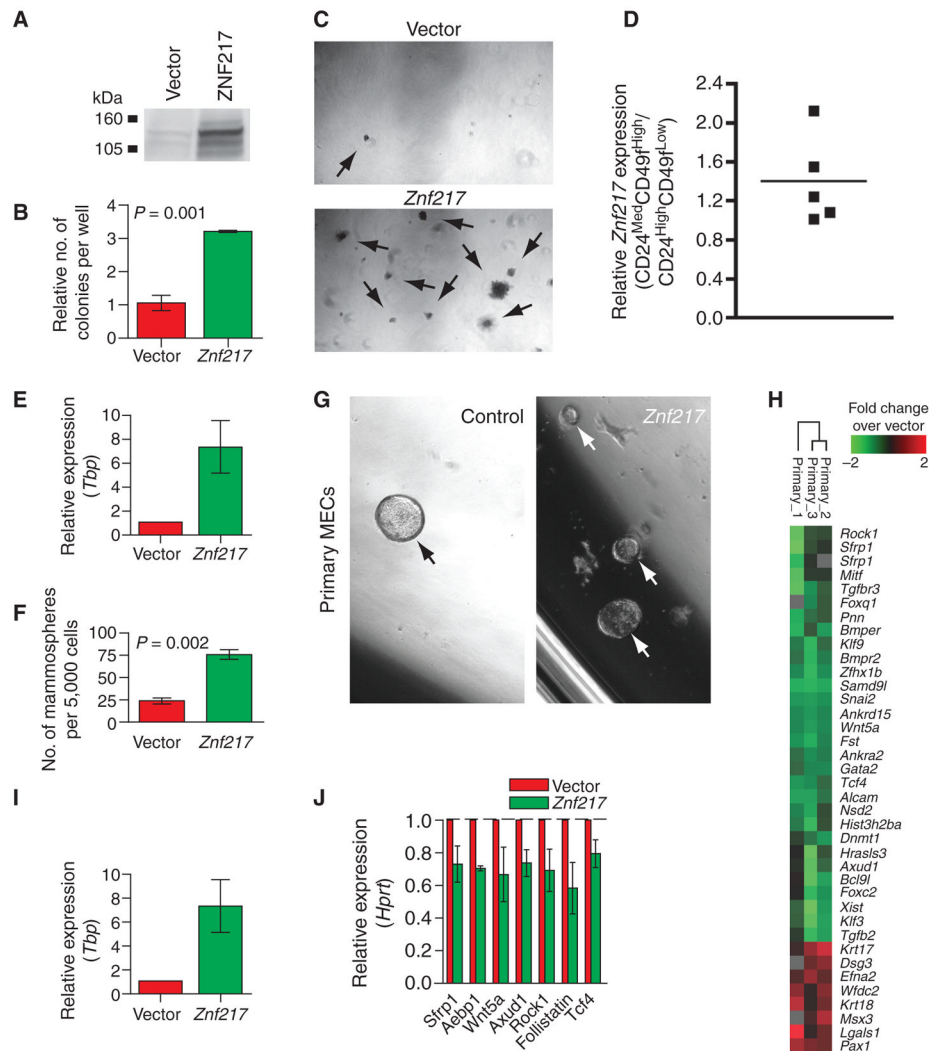 A
Vector
ZNF217
kDa
160
105
B
Relative no. of
colonies per well
4
3
2
1
0
P = 0.001
Vector
Znf217
C
Vector
Znf217
D
Relative Znf217 expression
(CD24MedCD49fHigh/
CD24HighCD49fLow)
2.4
2.0
1.6
1.2
0.8
0.4
0.0
E
Relative expression
(Tbp)
10
8
6
4
2
0
Vector
Znf217
F
No. of mammospheres
per 5,000 cells
100
75
50
25
0
P = 0.002
Vector
Znf217
G
Primary MECs
Control
Znf217
H
Fold change
over vector
–2
2
Primary_1
Primary_3
Primary_2
Rock1
Sfrp1
Sfrp1
Mitf
Tgfbr3
Foxq1
Pnn
Bmper
Klf9
Bmpr2
Zfhx1b
Samd9l
Snai2
Ankrd15
Wnt5a
Fst
Ankra2
Gata2
Tcf4
Alcam
Nsd2
Hist3h2ba
Dnmt1
Hrasls3
Axud1
Bcl9l
Foxc2
Xist
Klf3
Tgfb2
Krt17
Dsg3
Efna2
Wfdc2
Krt18
Msx3
Lgals1
Pax1
I
Relative expression
(Tbp)
10
8
6
4
2
0
Vector
Znf217
J
Vector
Znf217
Relative expression
(Hprt)
1.0
0.8
0.6
0.4
0.2
0.0
Sfrp1
Aebp1
Wnt5a
Axud1
Rock1
Follistatin
Tcf4